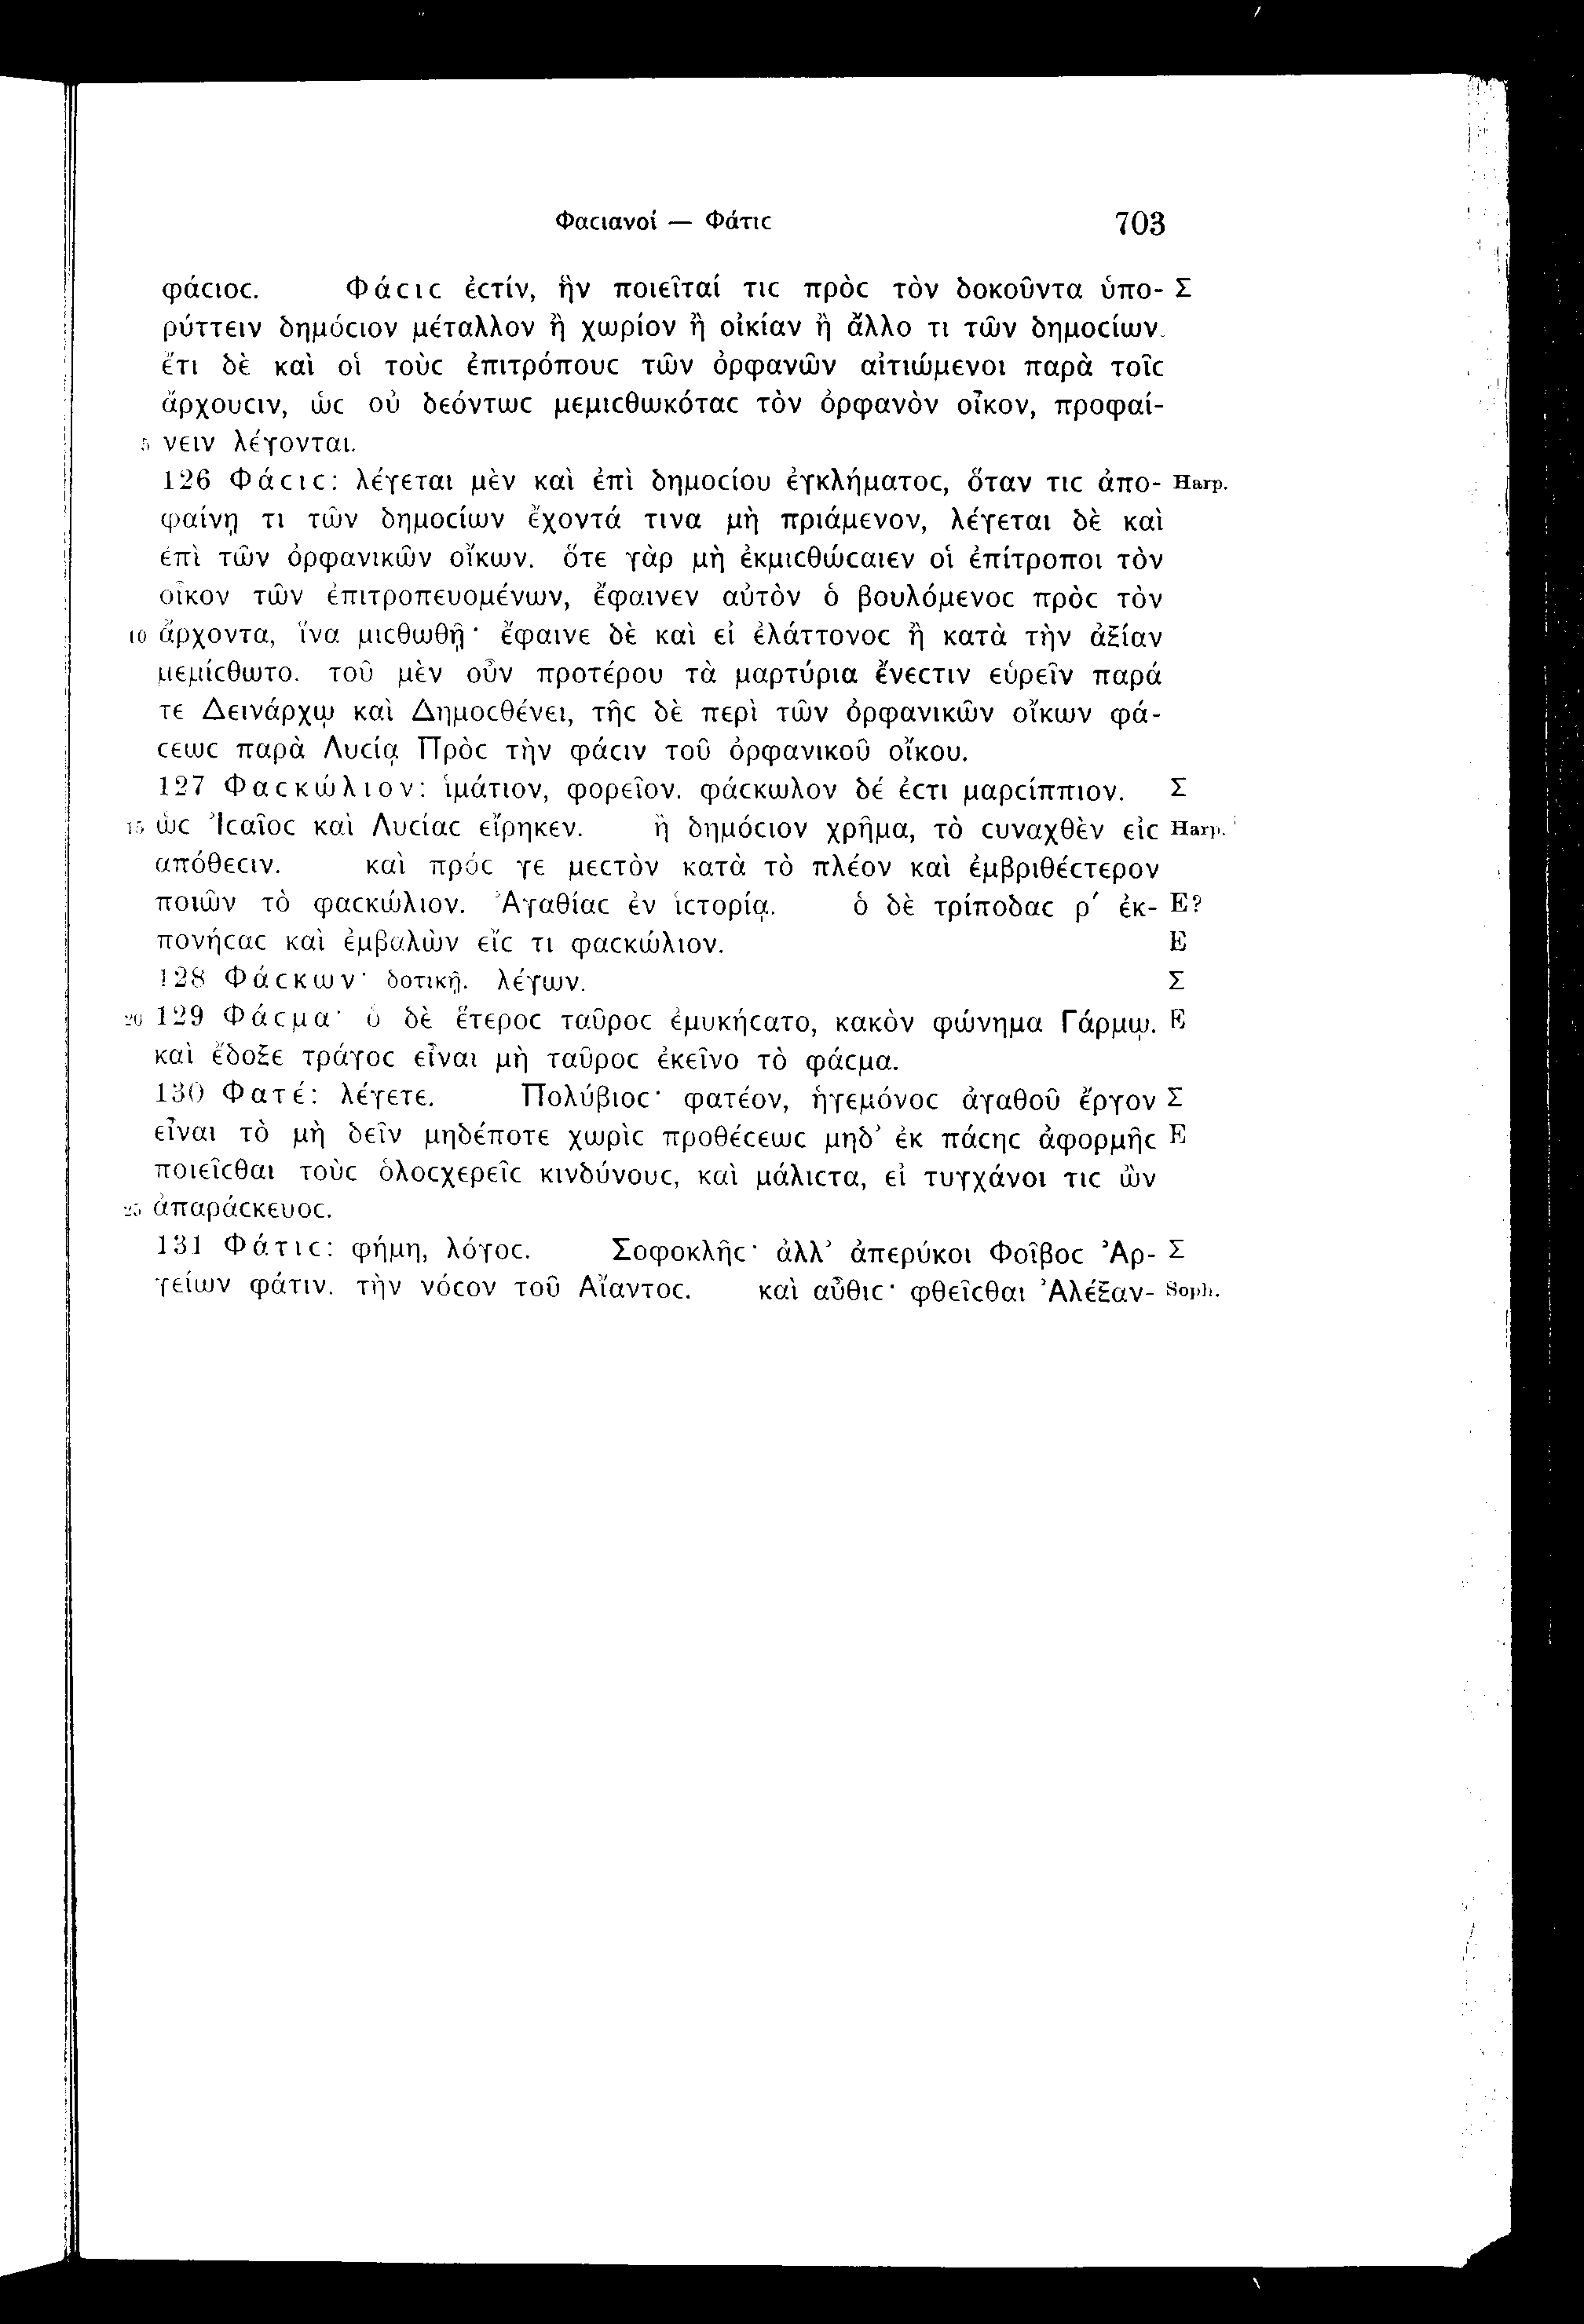 Φαϲιανοί — Φάτιϲ 703
φάϲιοϲ. Φάϲιϲ ἐϲτίν, ἣν ποιεῖταί τιϲ πρὸϲ τὸν δοκοῦντα ὑπο- Σ
ρύττειν δημόϲιον μέταλλον ἢ χωρίον ἢ οἰκίαν ἢ ἄλλο τι τῶν δημοϲίων.
ἔτι δὲ καὶ οἱ τοὺϲ ἐπιτρόπουϲ τῶν ὀρφανῶν αἰτιώμενοι παρὰ τοῖϲ
ἄρχουϲιν, ὡϲ οὐ δεόντωϲ μεμιϲθωκόταϲ τὸν ὀρφανὸν οἶκον, προφαί-
5 νειν λέγονται.
126 Φάϲιϲ: λέγεται μὲν καὶ ἐπὶ δημοϲίου ἐγκλήματοϲ, ὅταν τιϲ ἀπο- Harp.
φαίνῃ τι τῶν δημοϲίων ἔχοντά τινα μὴ πριάμενον, λέγεται δὲ καὶ
ἐπὶ τῶν ὀρφανικῶν οἴκων. ὅτε γὰρ μὴ ἐκμιϲθώϲαιεν οἱ ἐπίτροποι τὸν
οἶκον τῶν ἐπιτροπευομένων, ἔφαινεν αὐτὸν ὁ βουλόμενοϲ πρὸϲ τὸν
10 ἄρχοντα, ἵνα μιϲθωθῇ· ἔφαινε δὲ καὶ εἰ ἐλάττονοϲ ἢ κατὰ τὴν ἀξίαν
μεμίϲθωτο. τοῦ μὲν οὖν προτέρου τὰ μαρτύρια ἔνεϲτιν εὑρεῖν παρά
τε Δεινάρχῳ καὶ Δημοϲθένει, τῆϲ δὲ περὶ τῶν ὀρφανικῶν οἴκων φά-
ϲεωϲ παρὰ Λυϲίᾳ Πρὸϲ τὴν φάϲιν τοῦ ὀρφανικοῦ οἴκου.
127 Φαϲκώλιον: ἱμάτιον, φορεῖον. φάϲκωλον δέ ἐϲτι μαρϲίππιον. Σ
15 ὡϲ Ἰϲαῖοϲ καὶ Λυϲίαϲ εἴρηκεν. ἢ δημόϲιον χρῆμα, τὸ ϲυναχθὲν εἰϲ Harp.
ἀπόθεϲιν. καὶ πρόϲ γε μεϲτὸν κατὰ τὸ πλέον καὶ ἐμβριθέϲτερον
ποιῶν τὸ φαϲκώλιον. Ἀγαθίαϲ ἐν ἱϲτορίᾳ. ὁ δὲ τρίποδαϲ ρʹ ἐκ- E?
πονήϲαϲ καὶ ἐμβαλὼν εἴϲ τι φαϲκώλιον. E
128 Φάϲκων· δοτικῇ. λέγων. Σ
20 129 Φάϲμα· ὁ δὲ ἕτεροϲ ταῦροϲ ἐμυκήϲατο, κακὸν φώνημα Γάρμῳ. E
καὶ ἔδοξε τράγοϲ εἶναι μὴ ταῦροϲ ἐκεῖνο τὸ φάϲμα.
130 Φατέ: λέγετε. Πολύβιοϲ· φατέον, ἡγεμόνοϲ ἀγαθοῦ ἔργον Σ
εἶναι τὸ μὴ δεῖν μηδέποτε χωρὶϲ προθέϲεωϲ μηδ’ ἐκ πάϲηϲ ἀφορμῆϲ E
ποιεῖϲθαι τοὺϲ ὁλοϲχερεῖϲ κινδύνουϲ, καὶ μάλιϲτα, εἰ τυγχάνοι τιϲ ὢν
25 ἀπαράϲκευοϲ.
131 Φάτιϲ: φήμη, λόγοϲ. Σοφοκλῆϲ· ἀλλ’ ἀπερύκοι Φοῖβοϲ Ἀρ- Σ
γείων φάτιν. τὴν νόϲον τοῦ Αἴαντοϲ. καὶ αὖθιϲ· φθεῖϲθαι Ἀλέξαν- Soph.